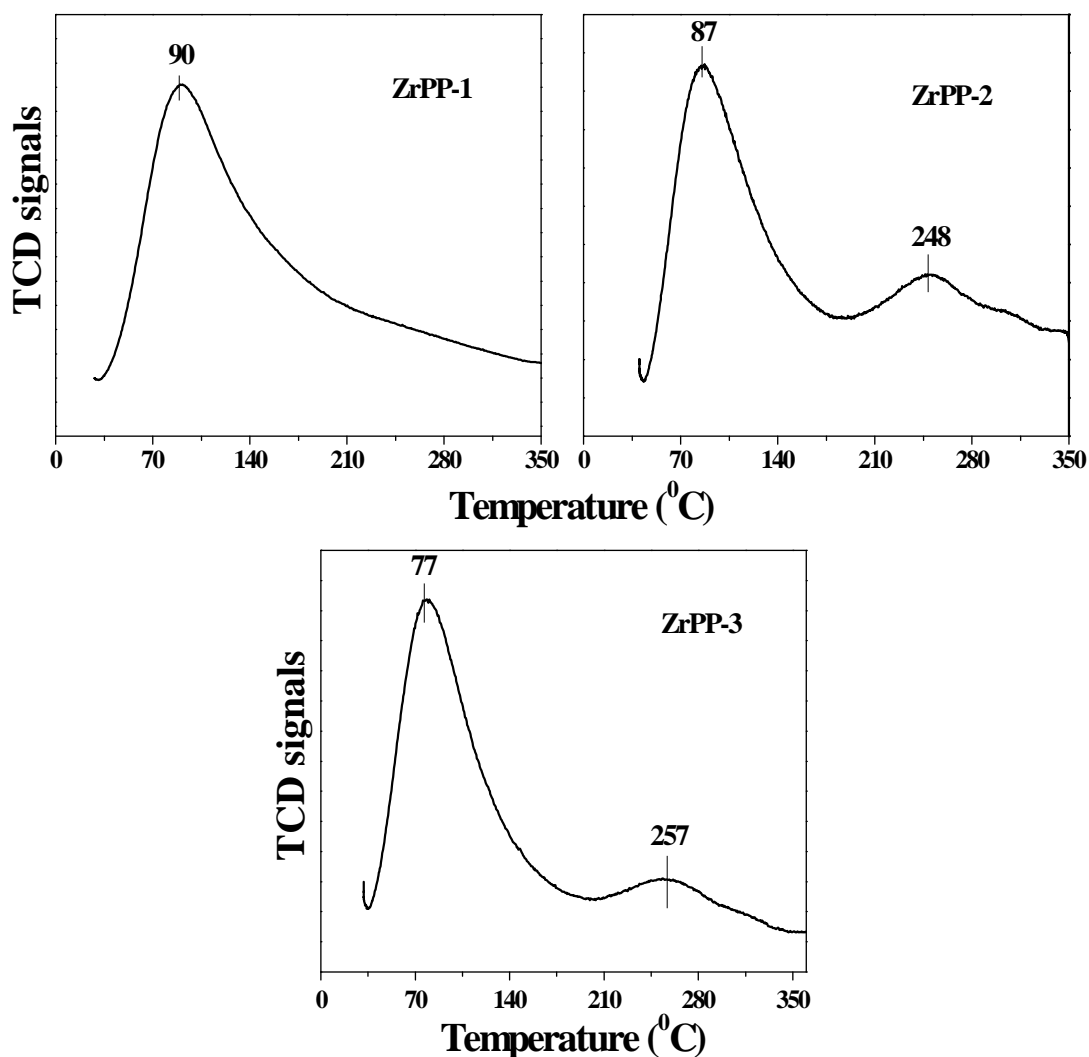 90
ZrPP-1
TCD signals
0 70 140 210 280 350
87
ZrPP-2
248
0 70 140 210 280 350
Temperature (⁰C)
77
ZrPP-3
257
TCD signals
0 70 140 210 280 350
Temperature (⁰C)